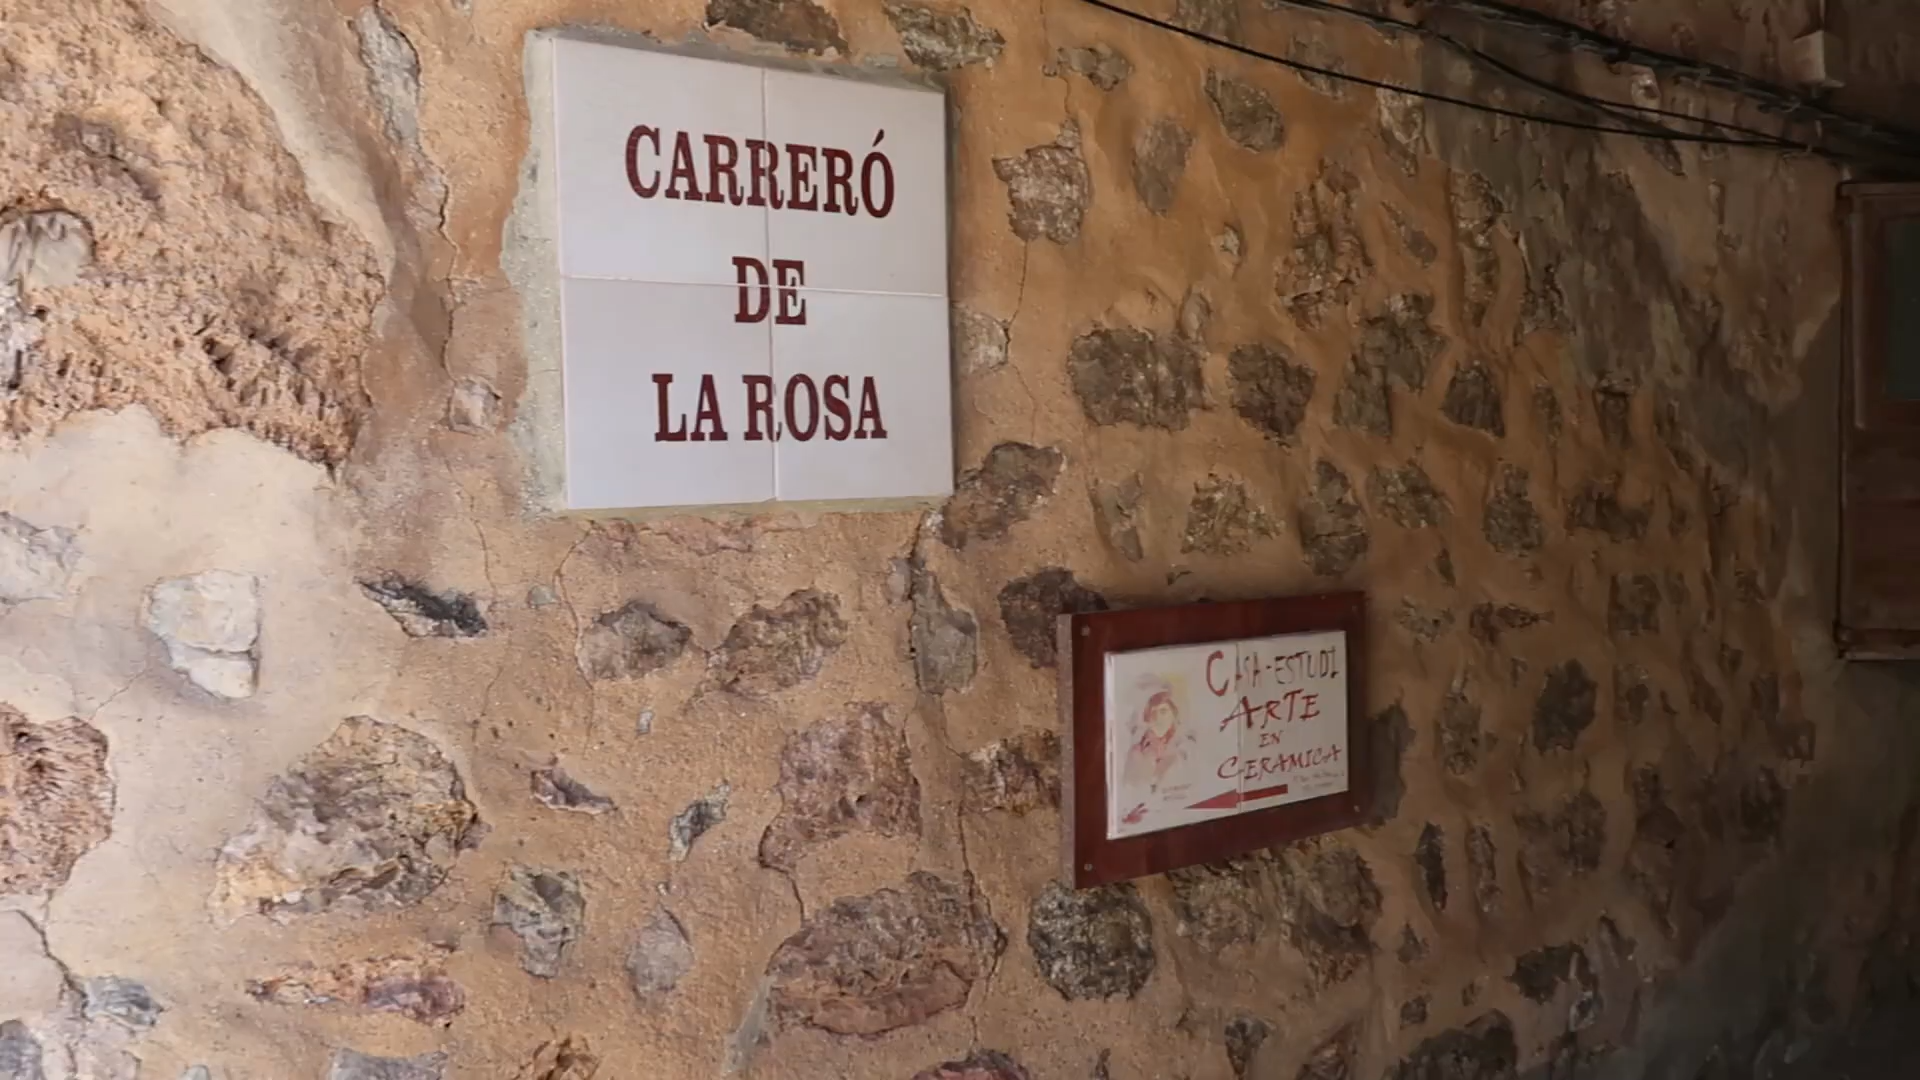 CARRERÓ
DE
LA ROSA
CASA-ESTUDI
ARTE
EN
CERAMICA